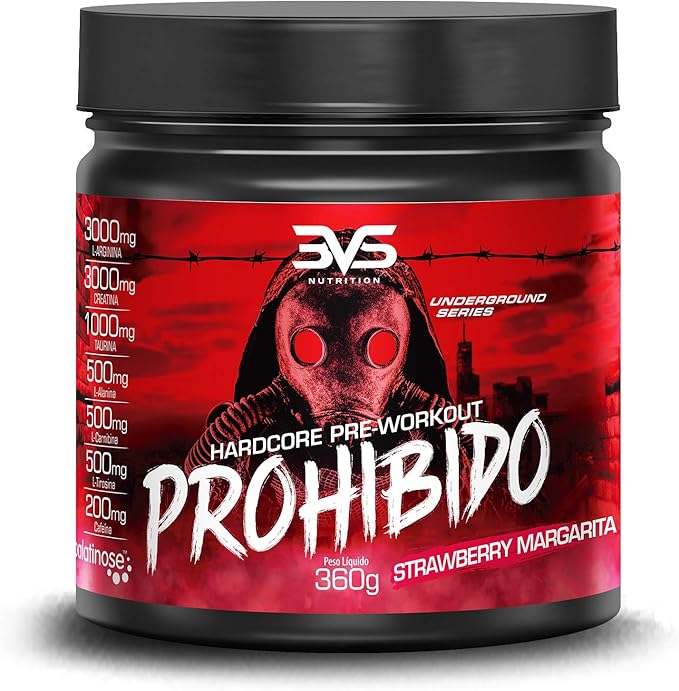 3VS
NUTRITION
UNDERGROUND
SERIES
3000mg
L-ARGININA
3000mg
CREATINA
1000mg
TAURINA
500mg
L-Alanina
500mg
L-Carnitina
500mg
L-Tirosina
200mg
Cafeína
palatinose™
HARDCORE PRE-WORKOUT
PROHIBIDO
Peso Líquido
360g
STRAWBERRY MARGARITA